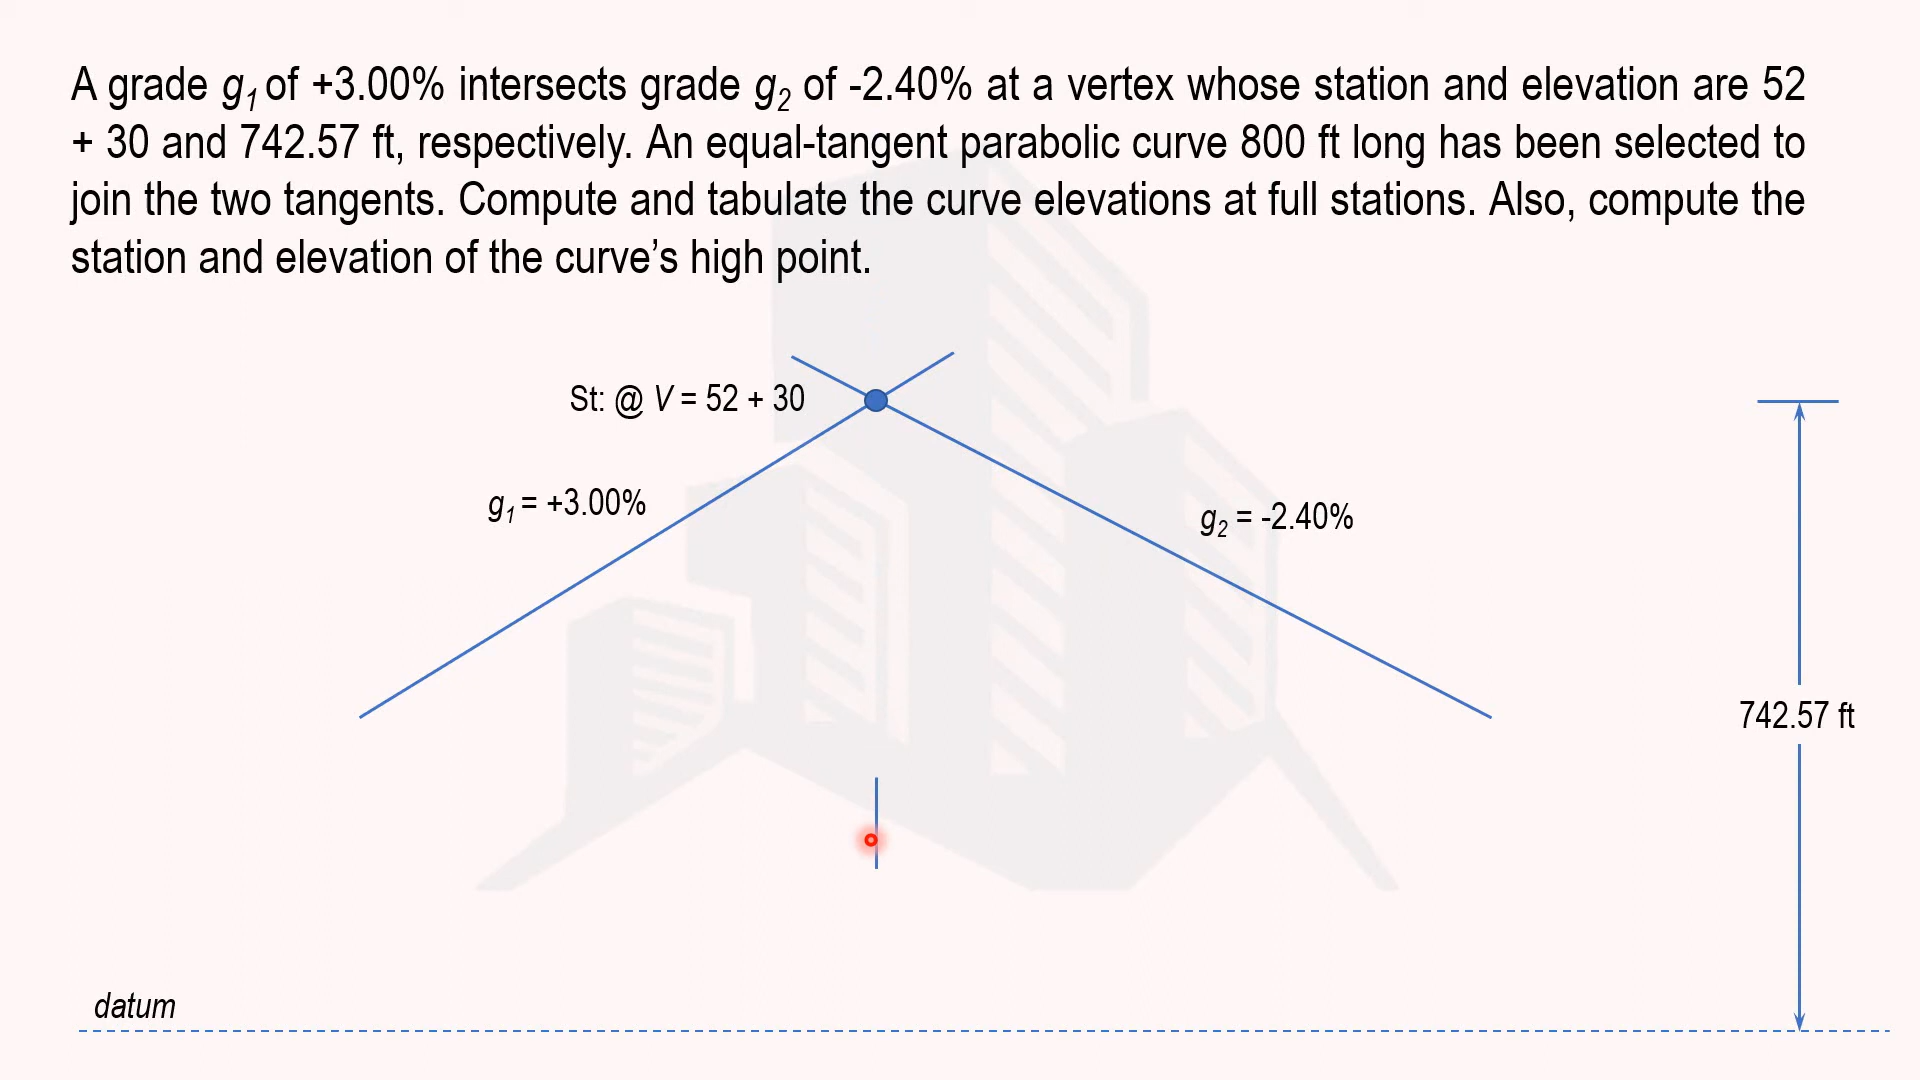 A grade g1 of +3.00% intersects grade g2 of -2.40% at a vertex whose station and elevation are 52
+ 30 and 742.57 ft, respectively. An equal-tangent parabolic curve 800 ft long has been selected to
join the two tangents. Compute and tabulate the curve elevations at full stations. Also, compute the
station and elevation of the curve’s high point.
St: @ V = 52 + 30
g1 = +3.00%
g2 = -2.40%
742.57 ft
datum